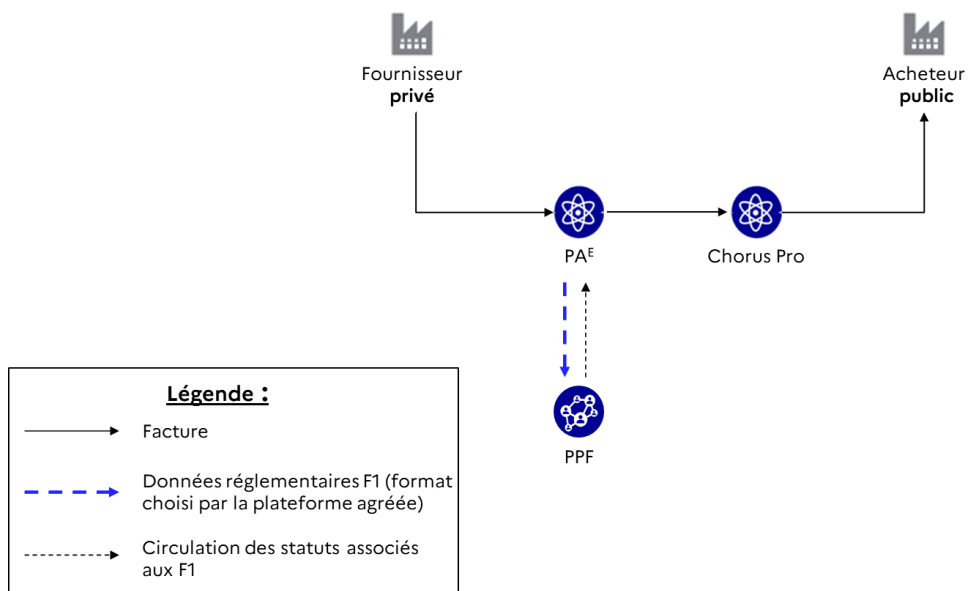 Fournisseur
privé
Acheteur
public
PAᴱ
Chorus Pro
PPF
Légende :
Facture
Données réglementaires F1 (format
choisi par la plateforme agréée)
Circulation des statuts associés
aux F1